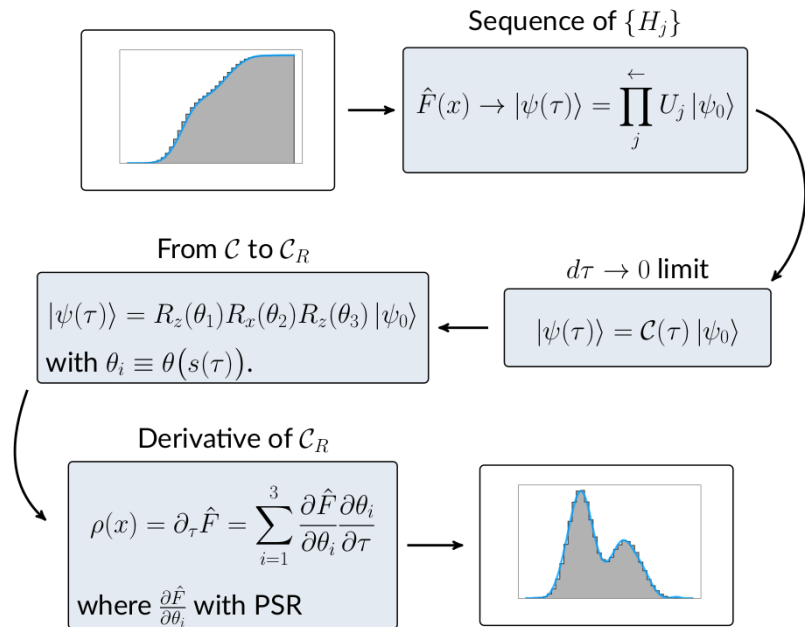 Sequence of {H_j}
F̂(x) → |ψ(τ)⟩ = ∏_j^← U_j |ψ_0⟩
From 𝒞 to 𝒞_R
|ψ(τ)⟩ = R_z(θ_1)R_x(θ_2)R_z(θ_3) |ψ_0⟩
with θ_i ≡ θ(s(τ)).
dτ → 0 limit
|ψ(τ)⟩ = 𝒞(τ) |ψ_0⟩
Derivative of 𝒞_R
ρ(x) = ∂_τ F̂ = ∑_{i=1}^{3} ∂F̂/∂θ_i ∂θ_i/∂τ
where ∂F̂/∂θ_i with PSR